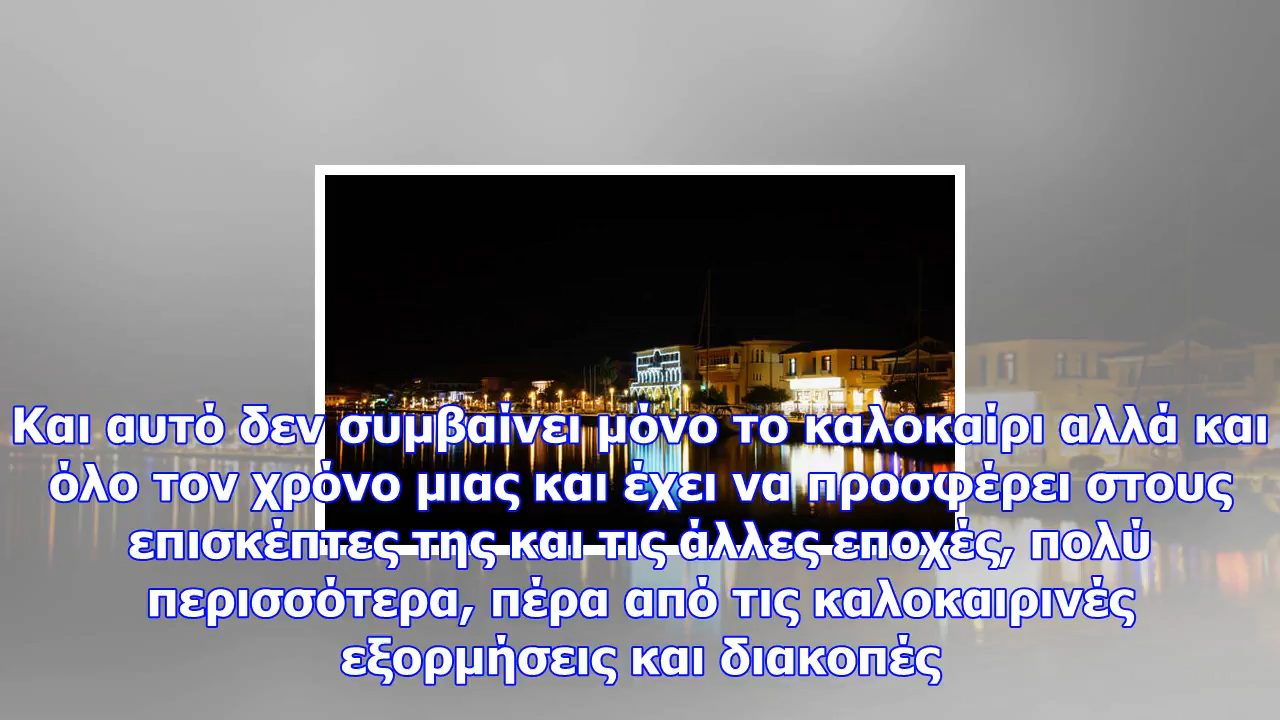 Και αυτό δεν συμβαίνει μόνο το καλοκαίρι αλλά και
όλο τον χρόνο μιας και έχει να προσφέρει στους
επισκέπτες της και τις άλλες εποχές, πολύ
περισσότερα, πέρα από τις καλοκαιρινές
εξορμήσεις και διακοπές